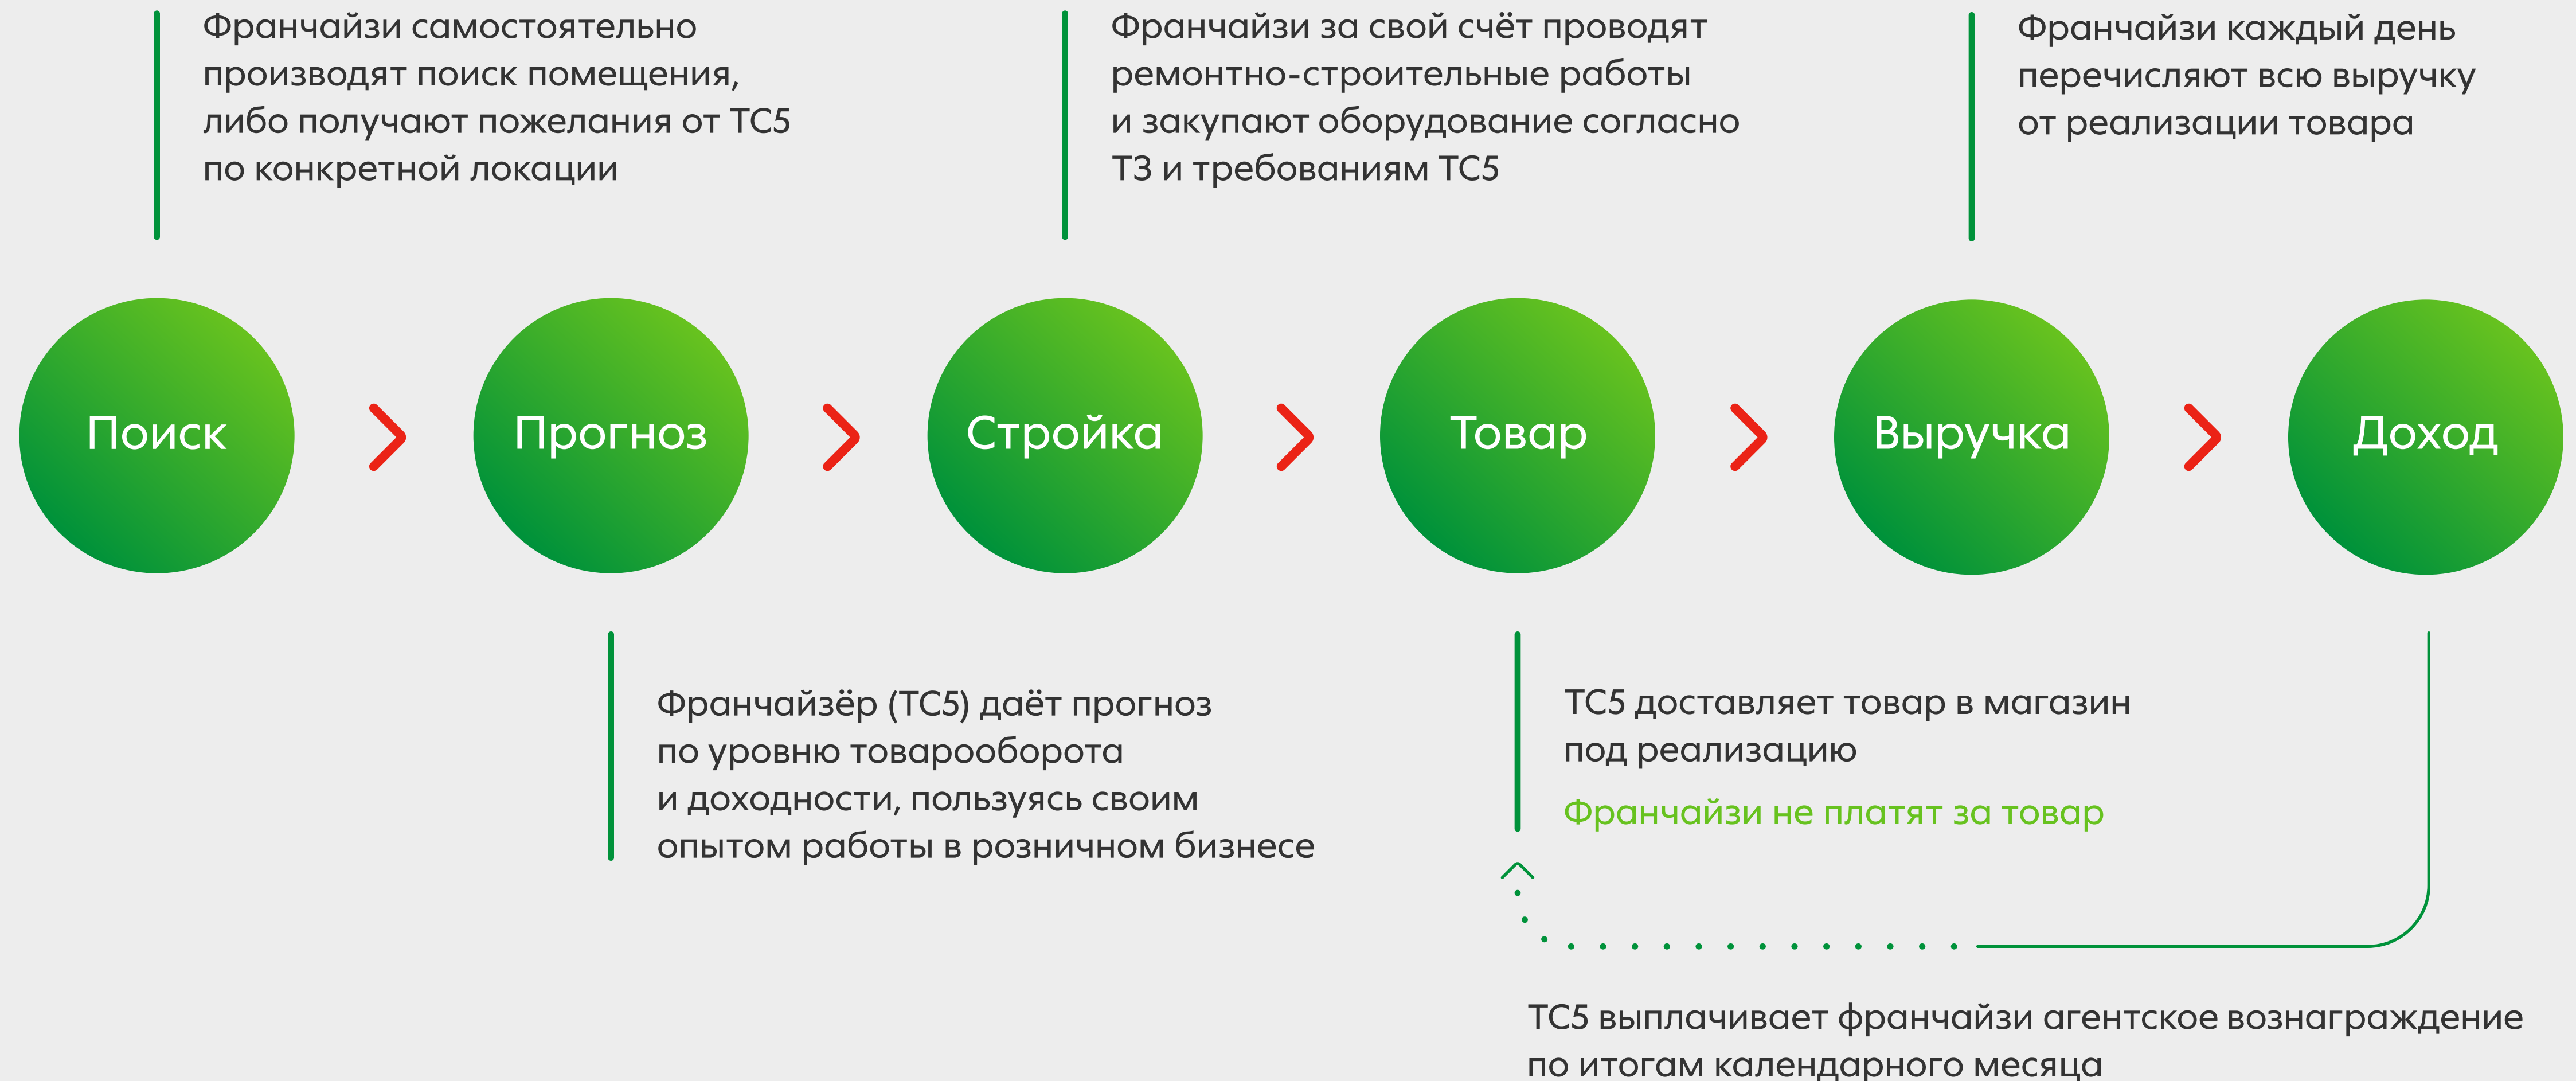 Франчайзи самостоятельно
производят поиск помещения,
либо получают пожелания от ТС5
по конкретной локации
Франчайзи за свой счёт проводят
ремонтно-строительные работы
и закупают оборудование согласно
ТЗ и требованиям ТС5
Франчайзи каждый день
перечисляют всю выручку
от реализации товара
Поиск
Прогноз
Стройка
Товар
Выручка
Доход
Франчайзёр (ТС5) даёт прогноз
по уровню товарооборота
и доходности, пользуясь своим
опытом работы в розничном бизнесе
ТС5 доставляет товар в магазин
под реализацию
Франчайзи не платят за товар
ТС5 выплачивает франчайзи агентское вознаграждение
по итогам календарного месяца